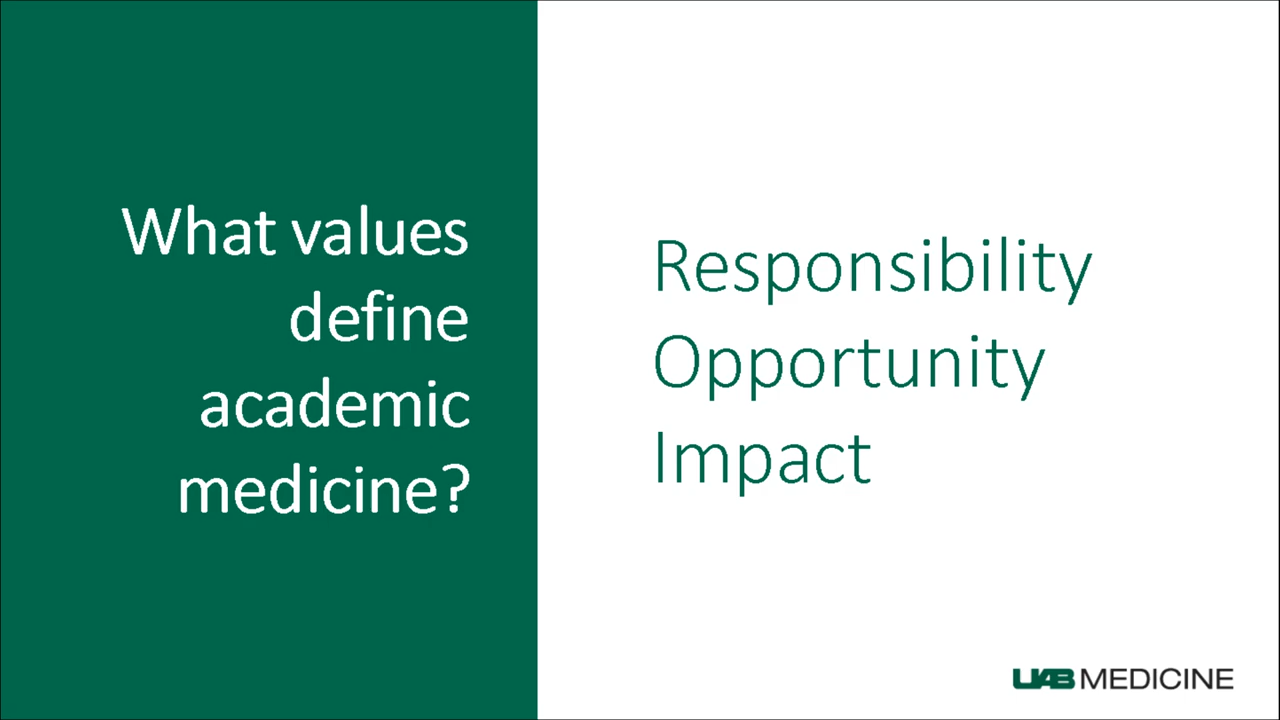 What values
define
academic
medicine?
Responsibility
Opportunity
Impact
UAB MEDICINE